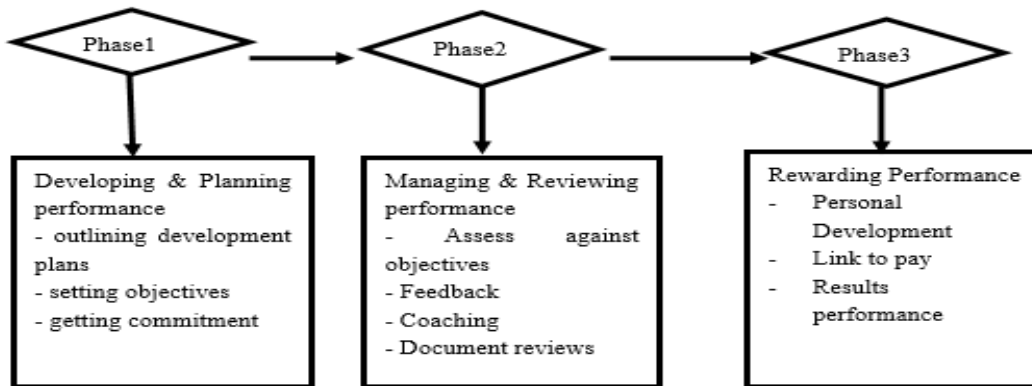 Phase1
Phase2
Phase3
Developing & Planning
performance
- outlining development
plans
- setting objectives
- getting commitment
Managing & Reviewing
performance
- Assess against
objectives
- Feedback
- Coaching
- Document reviews
Rewarding Performance
- Personal
Development
- Link to pay
- Results
performance